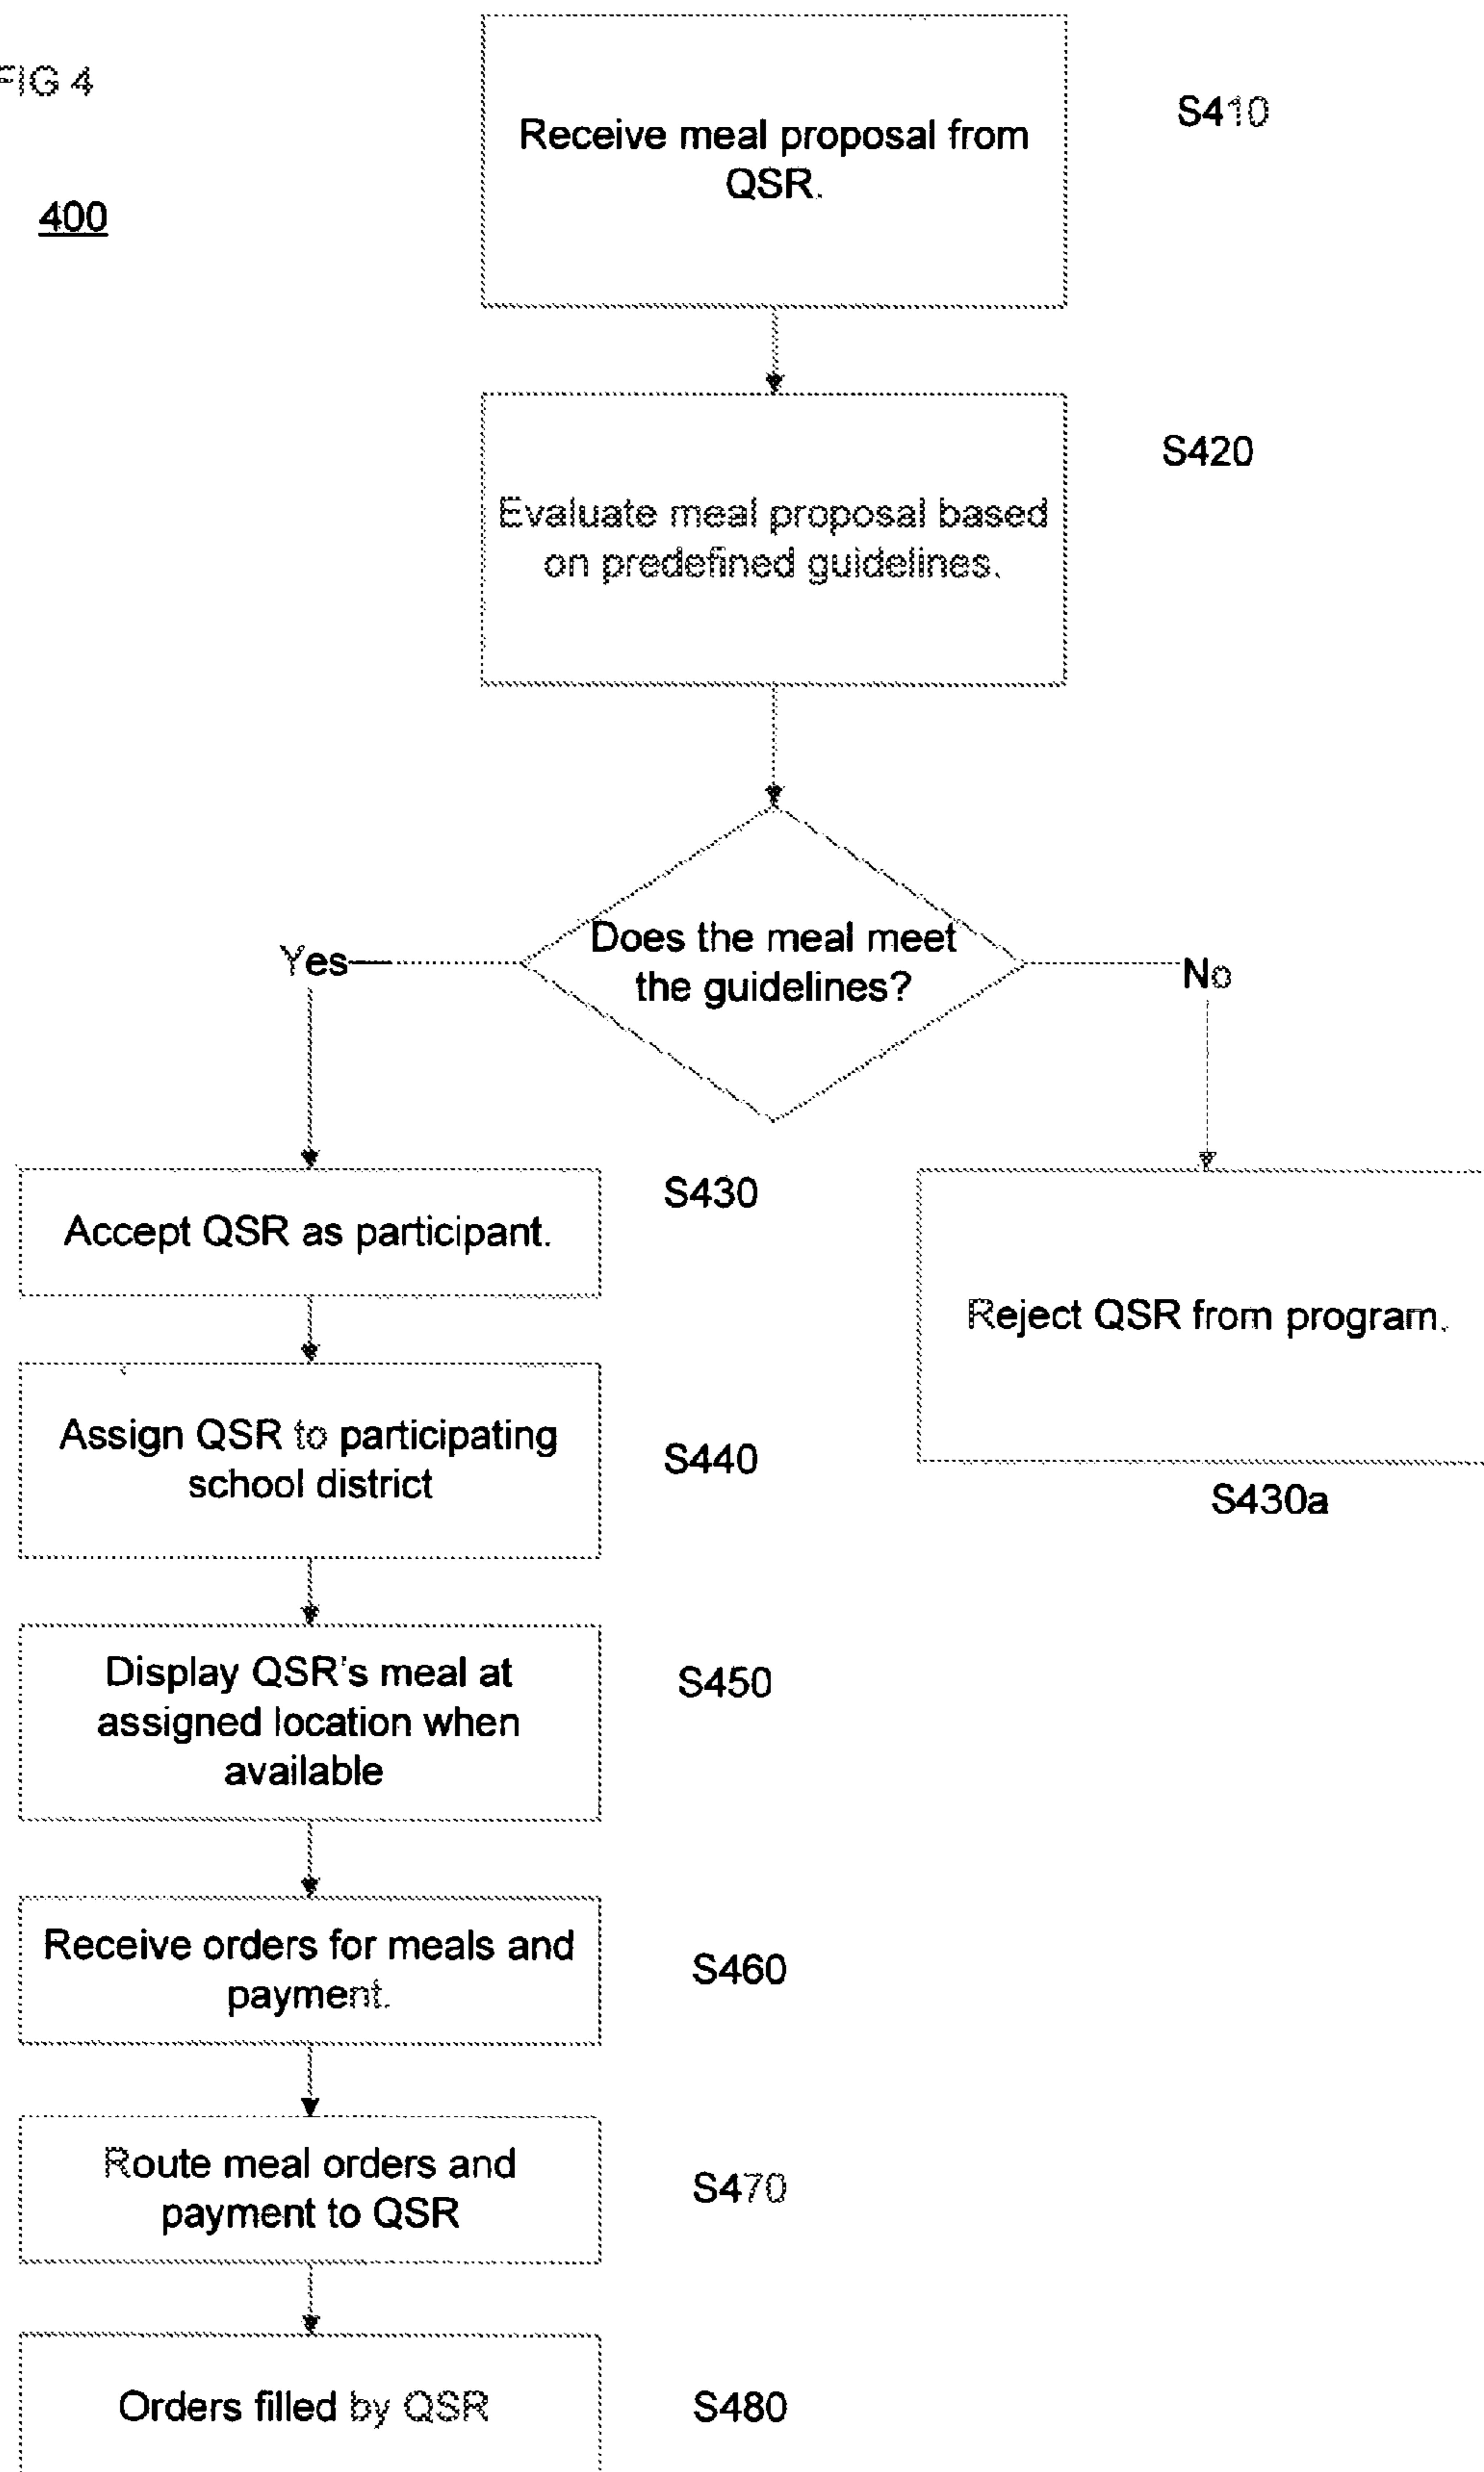 FIG 4
400
Receive meal proposal from
QSR.
S410
Evaluate meal proposal based
on predefined guidelines.
S420
Does the meal meet
the guidelines?
Yes
No
Accept QSR as participant.
S430
Reject QSR from program.
S430a
Assign QSR to participating
school district
S440
Display QSR's meal at
assigned location when
available
S450
Receive orders for meals and
payment.
S460
Route meal orders and
payment to QSR
S470
Orders filled by QSR
S480